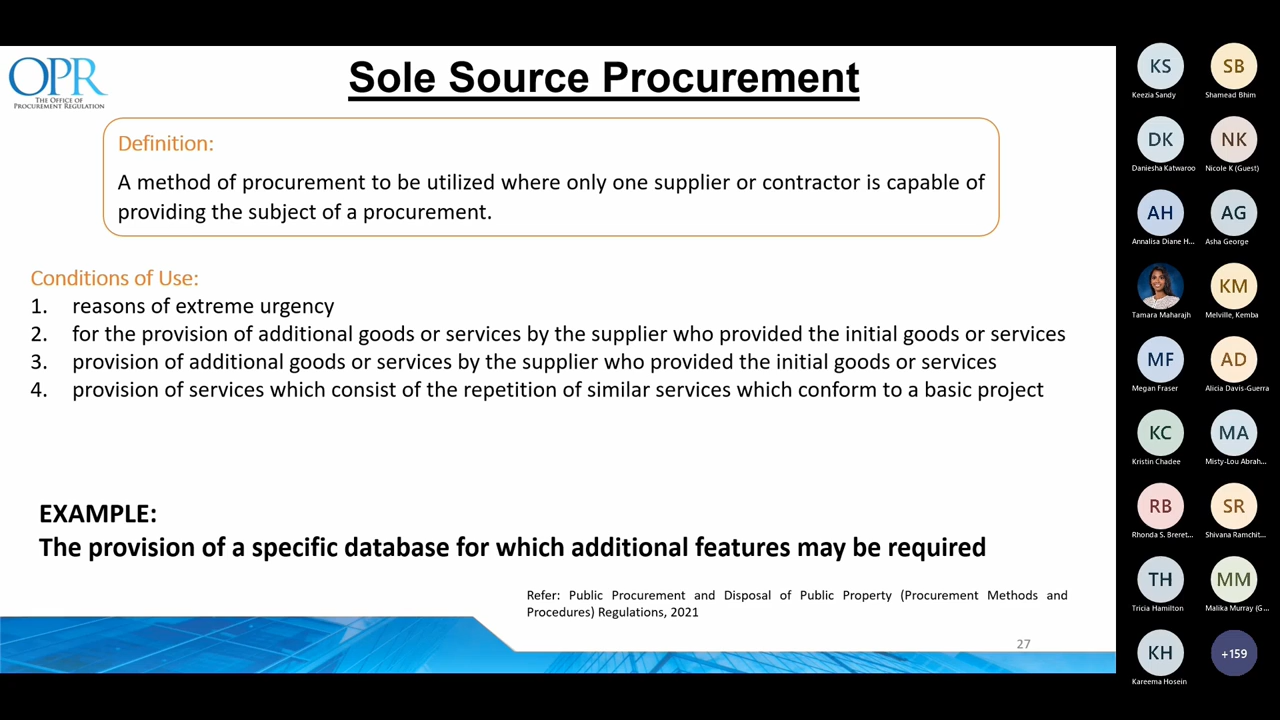 OPR
THE OFFICE OF
PROCUREMENT REGULATION
Sole Source Procurement
Definition:
A method of procurement to be utilized where only one supplier or contractor is capable of
providing the subject of a procurement.
Conditions of Use:
1. reasons of extreme urgency
2. for the provision of additional goods or services by the supplier who provided the initial goods or services
3. provision of additional goods or services by the supplier who provided the initial goods or services
4. provision of services which consist of the repetition of similar services which conform to a basic project
EXAMPLE:
The provision of a specific database for which additional features may be required
Refer: Public Procurement and Disposal of Public Property (Procurement Methods and
Procedures) Regulations, 2021
27
KS SB
Keezia Sandy Shamead Bhim
DK NK
Daniesha Katwaroo Nicole K (Guest)
AH AG
Annalisa Diane H... Asha George
KM
Tamara Maharajh Melville, Kemba
MF AD
Megan Fraser Alicia Davis-Guerra
KC MA
Kristin Chadee Misty-Lou Abrah...
RB SR
Rhonda S. Breret... Shivana Ramchit...
TH MM
Tricia Hamilton Malika Murray (G...
KH +159
Kareema Hosein